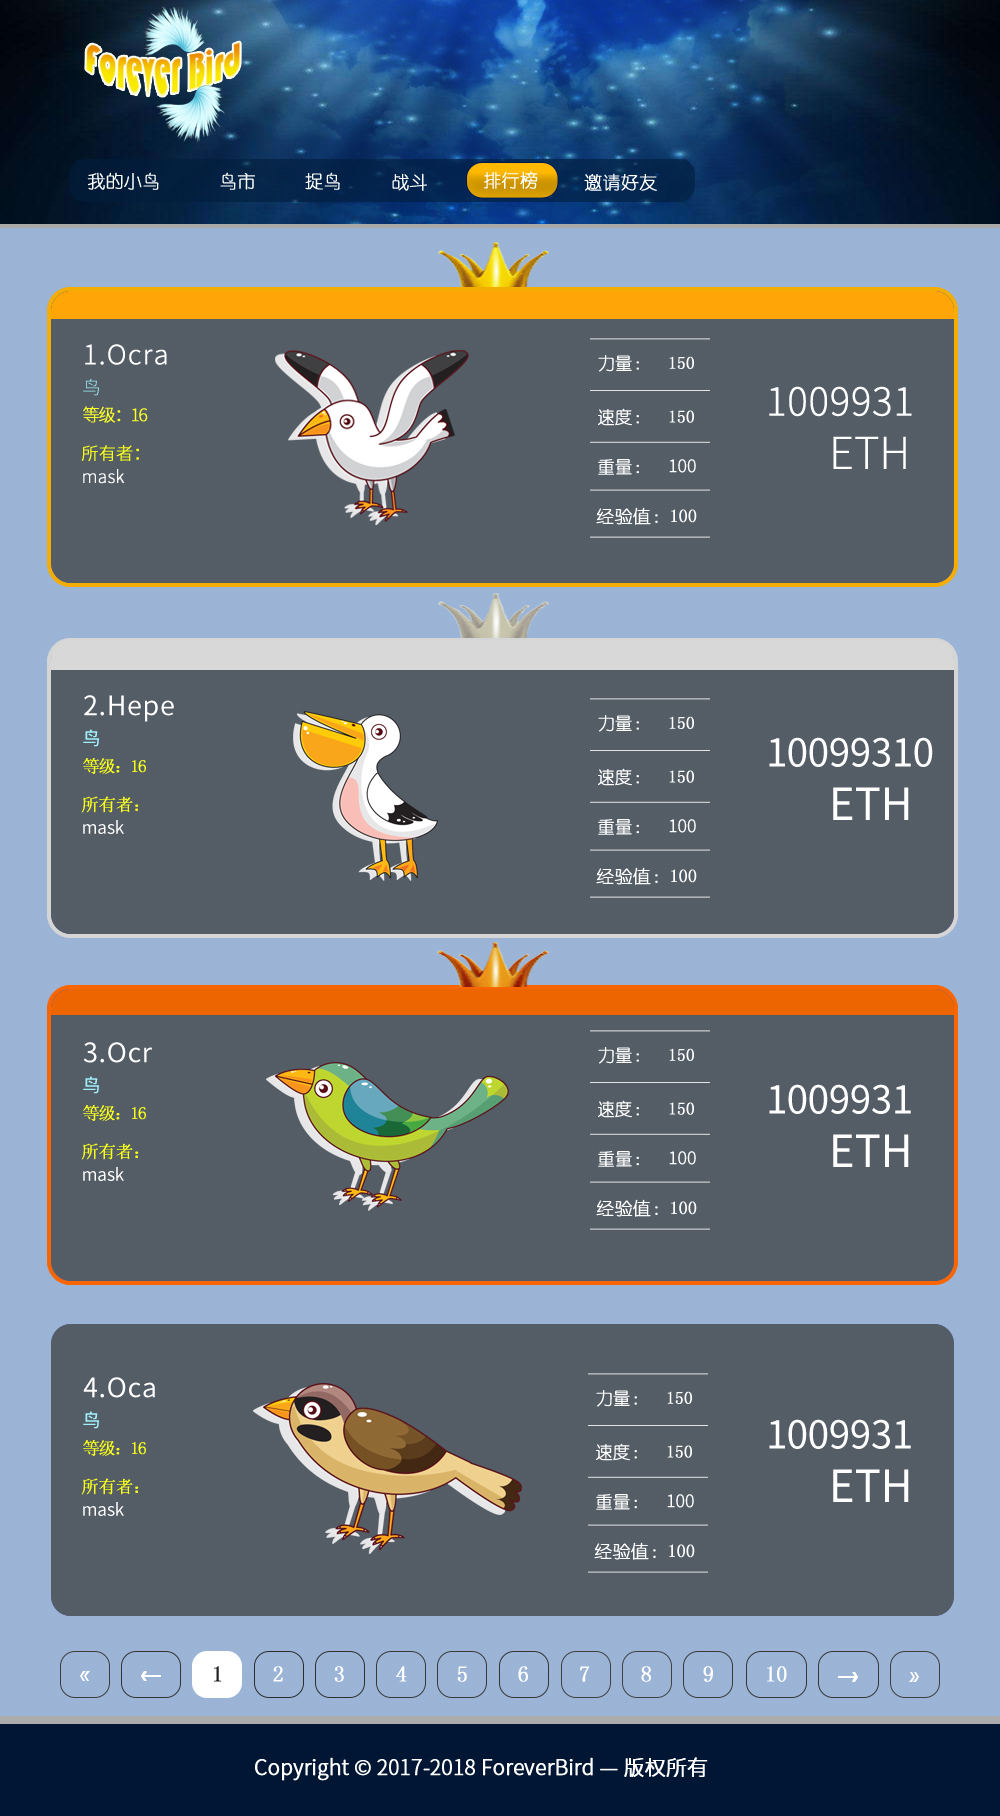 Forever Bird
我的小鸟 鸟市 捉鸟 战斗 排行榜 邀请好友
1.Ocra
鸟
等级：16
所有者：
mask
力量： 150
速度： 150
重量： 100
经验值：100
1009931
ETH
2.Hepe
鸟
等级：16
所有者：
mask
力量： 150
速度： 150
重量： 100
经验值：100
10099310
ETH
3.Ocr
鸟
等级：16
所有者：
mask
力量： 150
速度： 150
重量： 100
经验值：100
1009931
ETH
4.Oca
鸟
等级：16
所有者：
mask
力量： 150
速度： 150
重量： 100
经验值：100
1009931
ETH
« ← 1 2 3 4 5 6 7 8 9 10 → »
Copyright © 2017-2018 ForeverBird — 版权所有